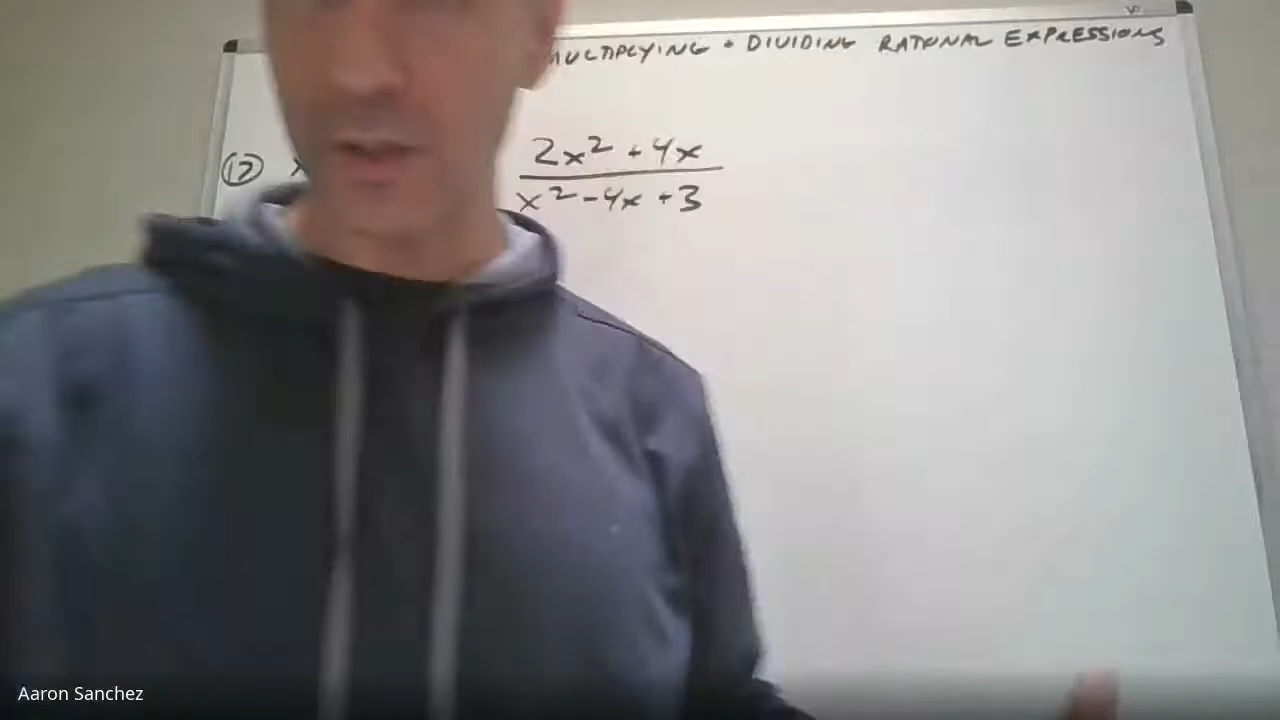 MULTIPLYING + DIVIDING RATIONAL EXPRESSIONS
17 x
2x² + 4x
x² - 4x + 3
Aaron Sanchez